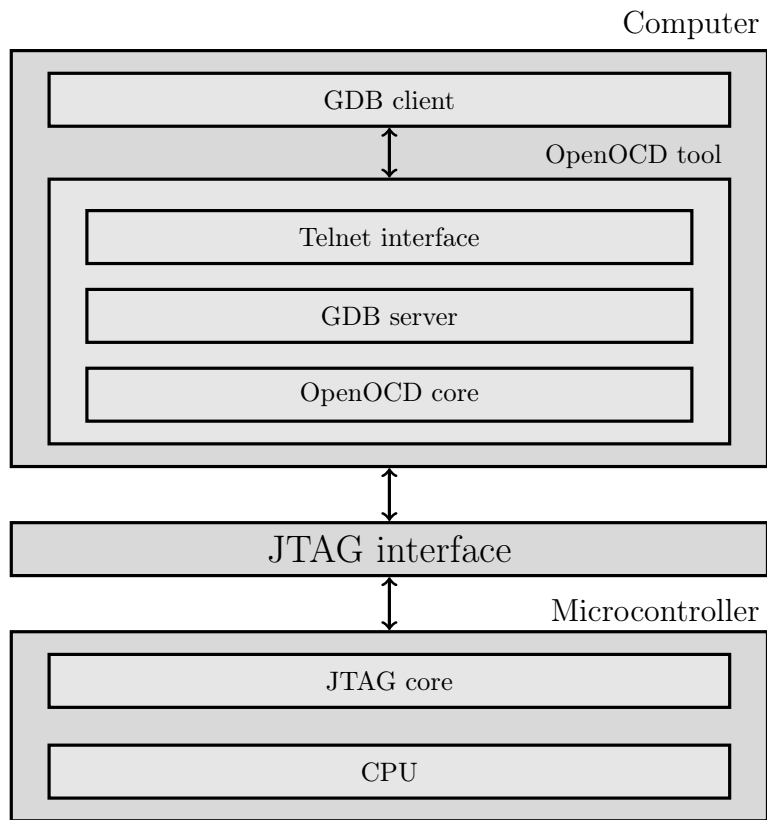 Computer
GDB client
OpenOCD tool
Telnet interface
GDB server
OpenOCD core
JTAG interface
Microcontroller
JTAG core
CPU